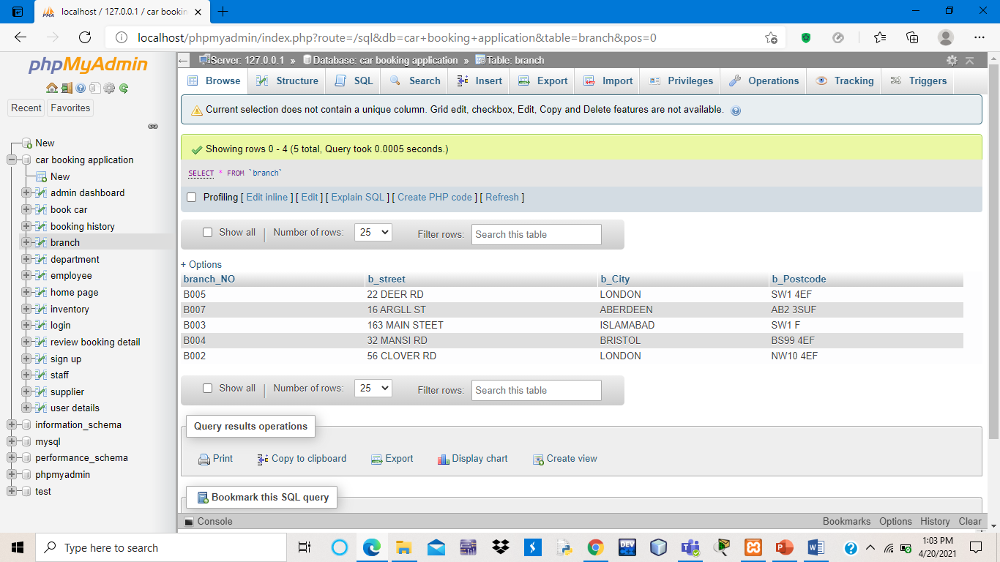 localhost / 127.0.0.1 / car bookin
localhost/phpmyadmin/index.php?route=/sql&db=car+booking+application&table=branch&pos=0
phpMyAdmin
Recent
Favorites
New
car booking application
New
admin dashboard
book car
booking history
branch
department
employee
home page
inventory
login
review booking detail
sign up
staff
supplier
user details
information_schema
mysql
performance_schema
phpmyadmin
test
Server: 127.0.0.1 » Database: car booking application » Table: branch
Browse Structure SQL Search Insert Export Import Privileges Operations Tracking Triggers
Current selection does not contain a unique column. Grid edit, checkbox, Edit, Copy and Delete features are not available.
Showing rows 0 - 4 (5 total, Query took 0.0005 seconds.)
SELECT * FROM `branch`
Profiling [ Edit inline ] [ Edit ] [ Explain SQL ] [ Create PHP code ] [ Refresh ]
Show all | Number of rows: 25 Filter rows: Search this table
+ Options
branch_NO b_street b_City b_Postcode
B005 22 DEER RD LONDON SW1 4EF
B007 16 ARGLL ST ABERDEEN AB2 3SUF
B003 163 MAIN STEET ISLAMABAD SW1 F
B004 32 MANSI RD BRISTOL BS99 4EF
B002 56 CLOVER RD LONDON NW10 4EF
Show all | Number of rows: 25 Filter rows: Search this table
Query results operations
Print Copy to clipboard Export Display chart Create view
Bookmark this SQL query
Console Bookmarks Options History Clear
Type here to search
DEV
1:03 PM
4/20/2021